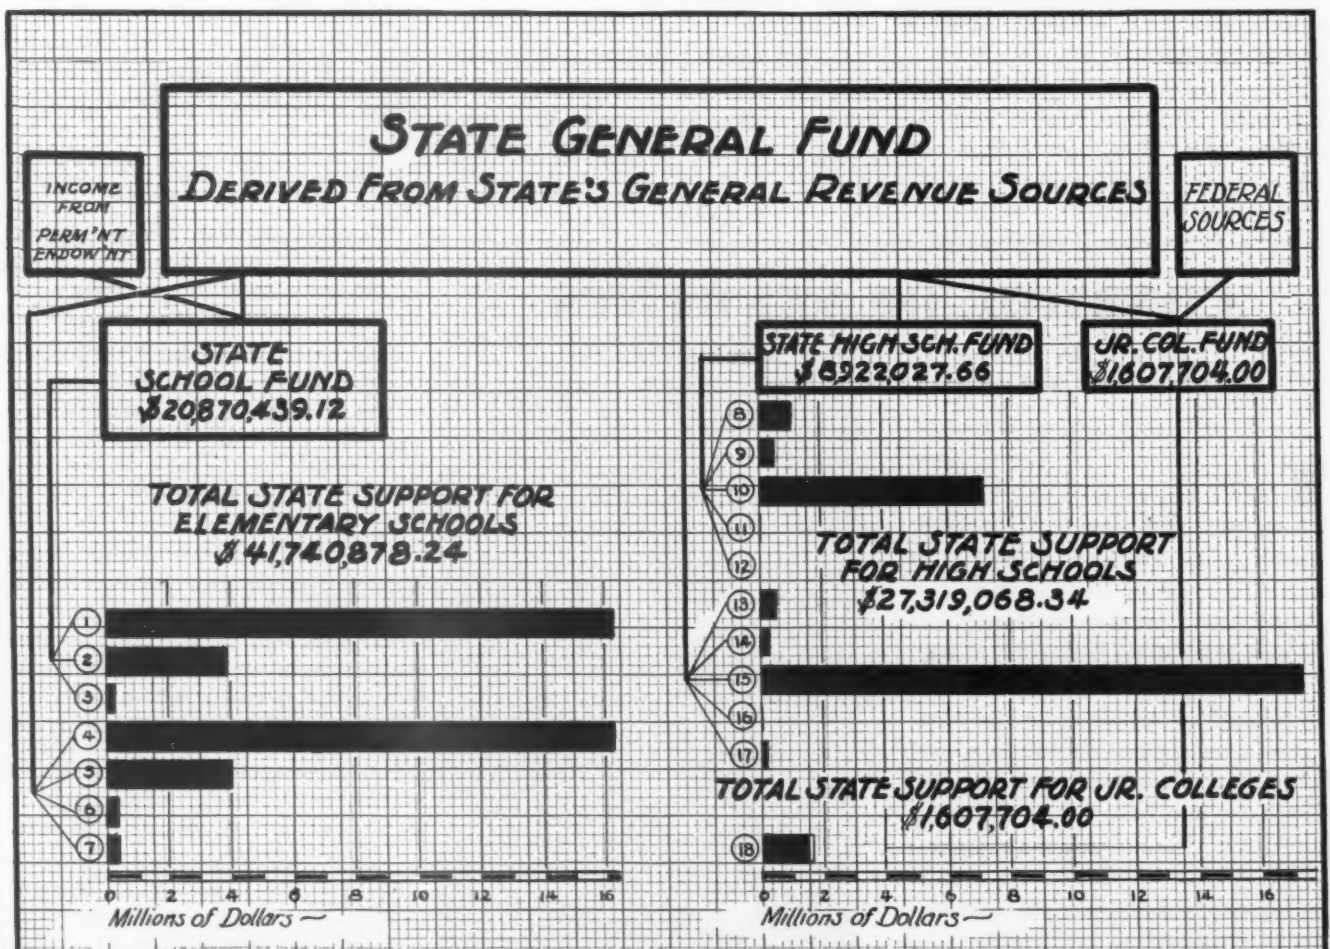 STATE GENERAL FUND
DERIVED FROM STATE'S GENERAL REVENUE SOURCES
INCOME
FROM
PERM'NT
ENDOW'NT
FEDERAL
SOURCES
STATE
SCHOOL FUND
$20,870,439.12
STATE HIGH SCH. FUND
$8,922,027.66
JR. COL. FUND
$1,607,704.00
TOTAL STATE SUPPORT FOR
ELEMENTARY SCHOOLS
$41,740,878.24
1
2
3
4
5
6
7
0 2 4 6 8 10 12 14 16
Millions of Dollars
8
9
10
11
12
TOTAL STATE SUPPORT
FOR HIGH SCHOOLS
$27,319,068.34
13
14
15
16
17
TOTAL STATE SUPPORT FOR JR. COLLEGES
$1,607,704.00
18
0 2 4 6 8 10 12 14 16
Millions of Dollars